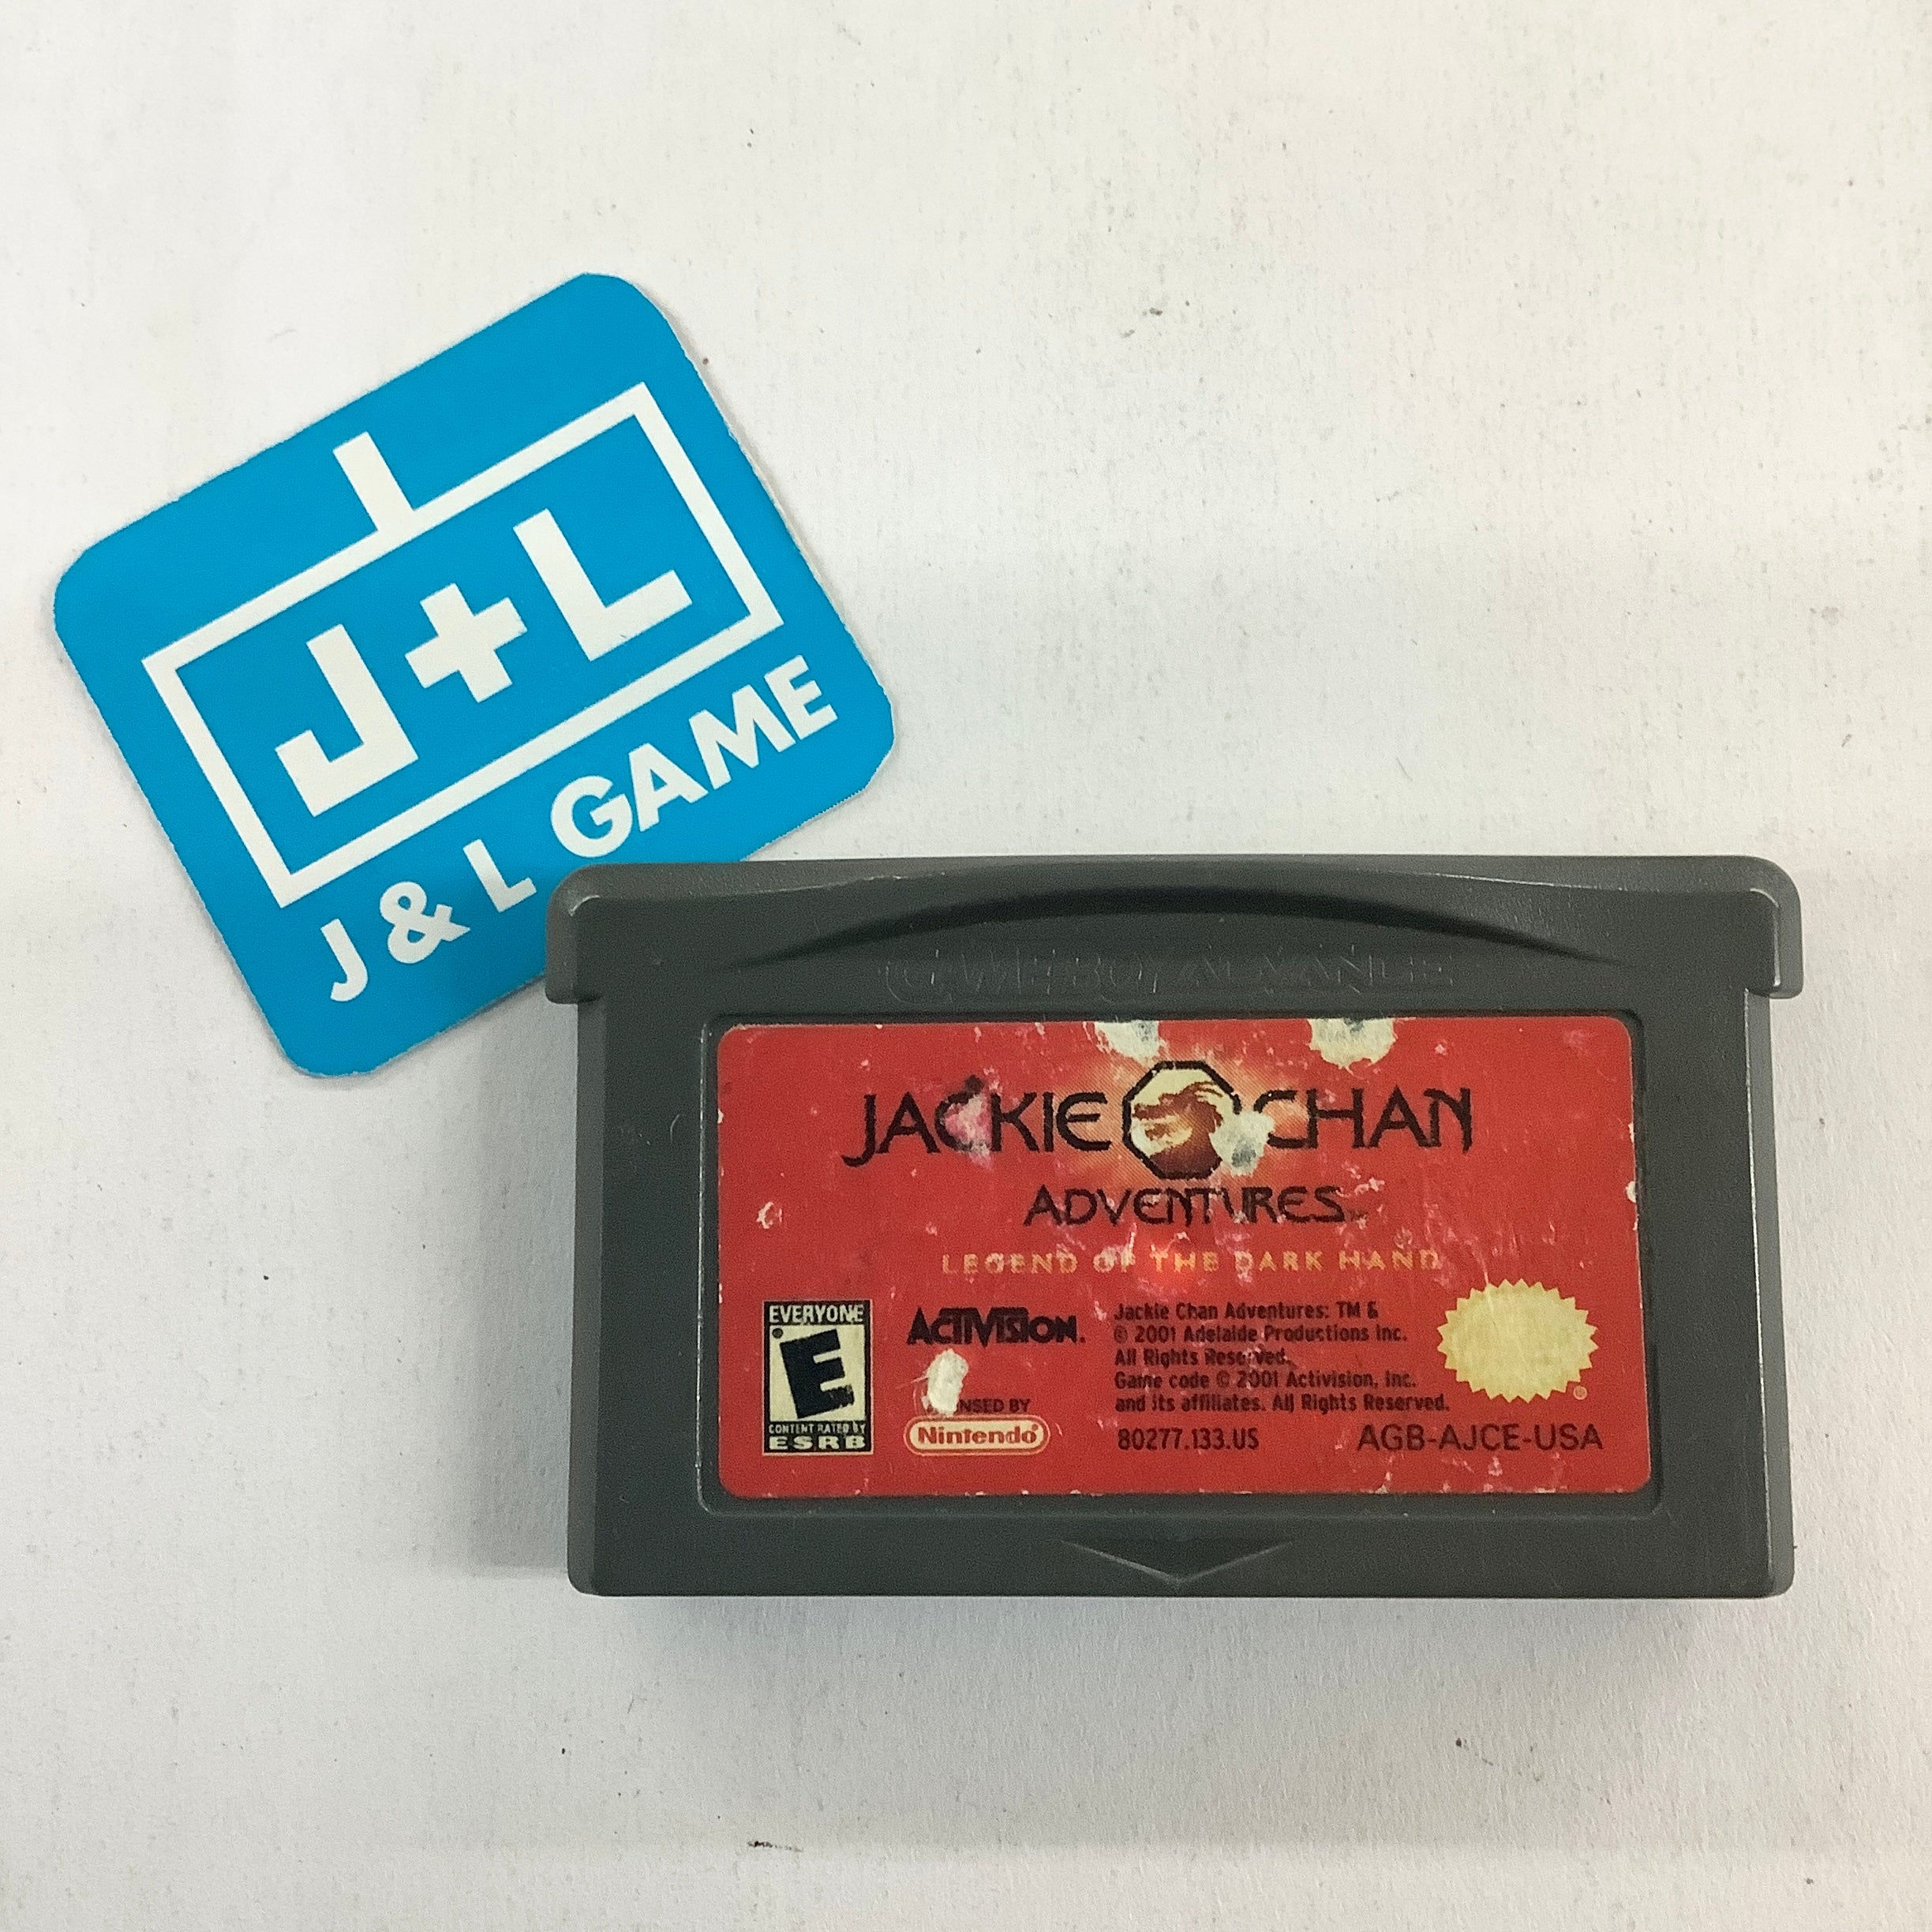 J+L
J & L GAME
GAME BOY ADVANCE
JACKIE CHAN
ADVENTURES
LEGEND OF THE DARK HAND
EVERYONE
E
CONTENT RATED BY
ESRB
ACTIVISION.
Jackie Chan Adventures: TM &
© 2001 Adelaide Productions Inc.
All Rights Reserved.
Game code © 2001 Activision, Inc.
and its affiliates. All Rights Reserved.
BY
Nintendo®
80277.133.US
AGB-AJCE-USA